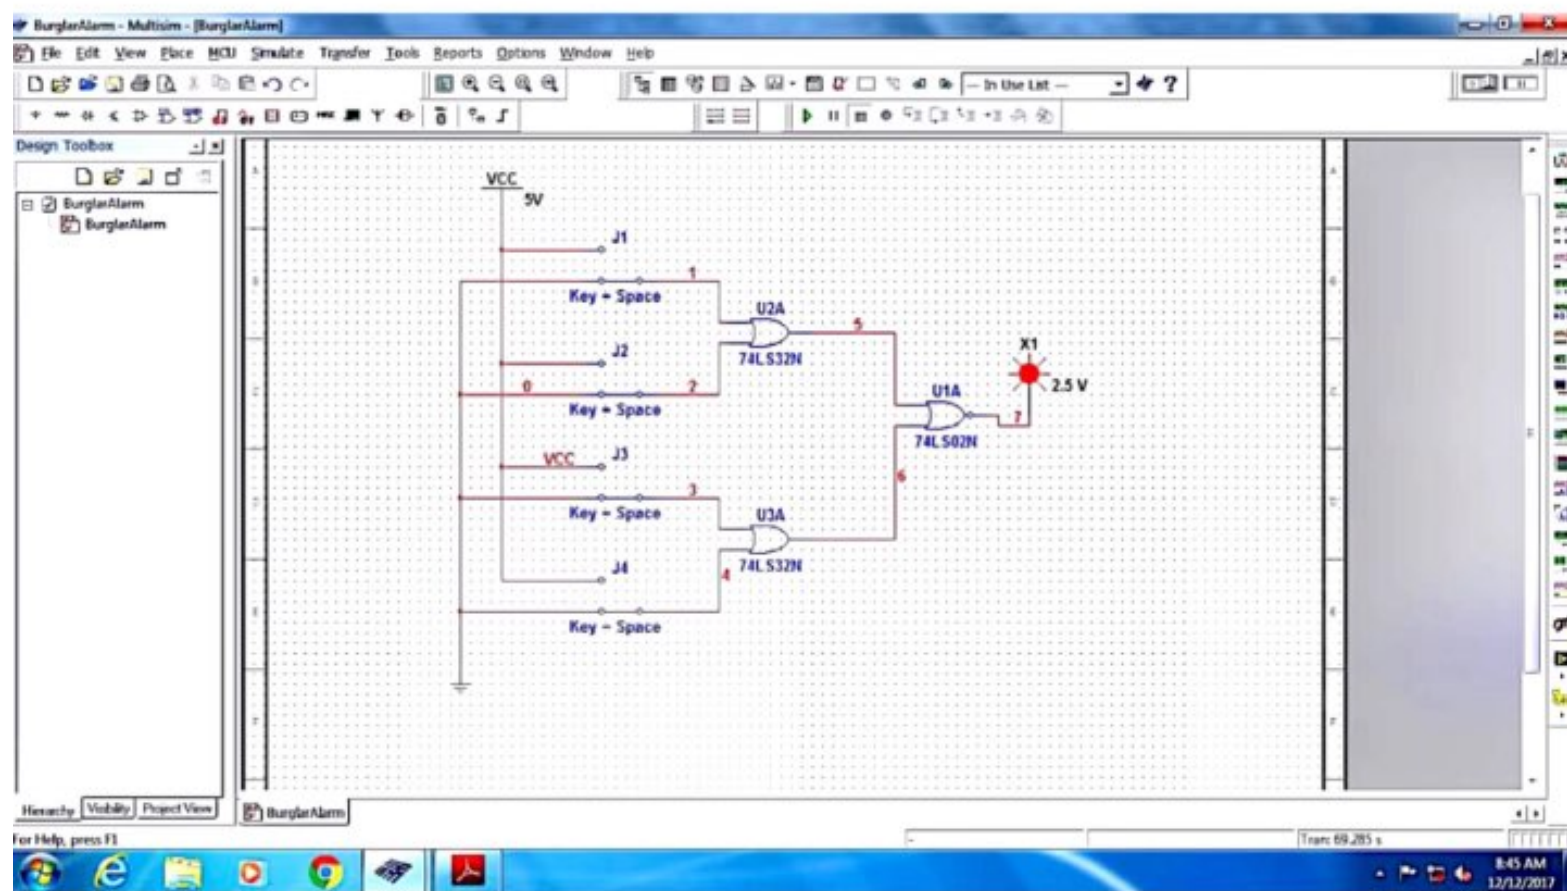 BurglarAlarm - Multisim - [BurglarAlarm]
File Edit View Place MCU Simulate Transfer Tools Reports Options Window Help
--- In Use List ---
Design Toolbox
BurglarAlarm
BurglarAlarm
VCC
5V
J1
1
Key = Space
U2A
74LS32N
5
J2
0
2
Key = Space
X1
2.5 V
U1A
74LS02N
7
VCC
J3
3
Key = Space
6
U3A
74LS32N
J4
4
Key = Space
Hierarchy Visibility Project View
BurglarAlarm
For Help, press F1
Tran: 69.285 s
8:45 AM
12/12/2017